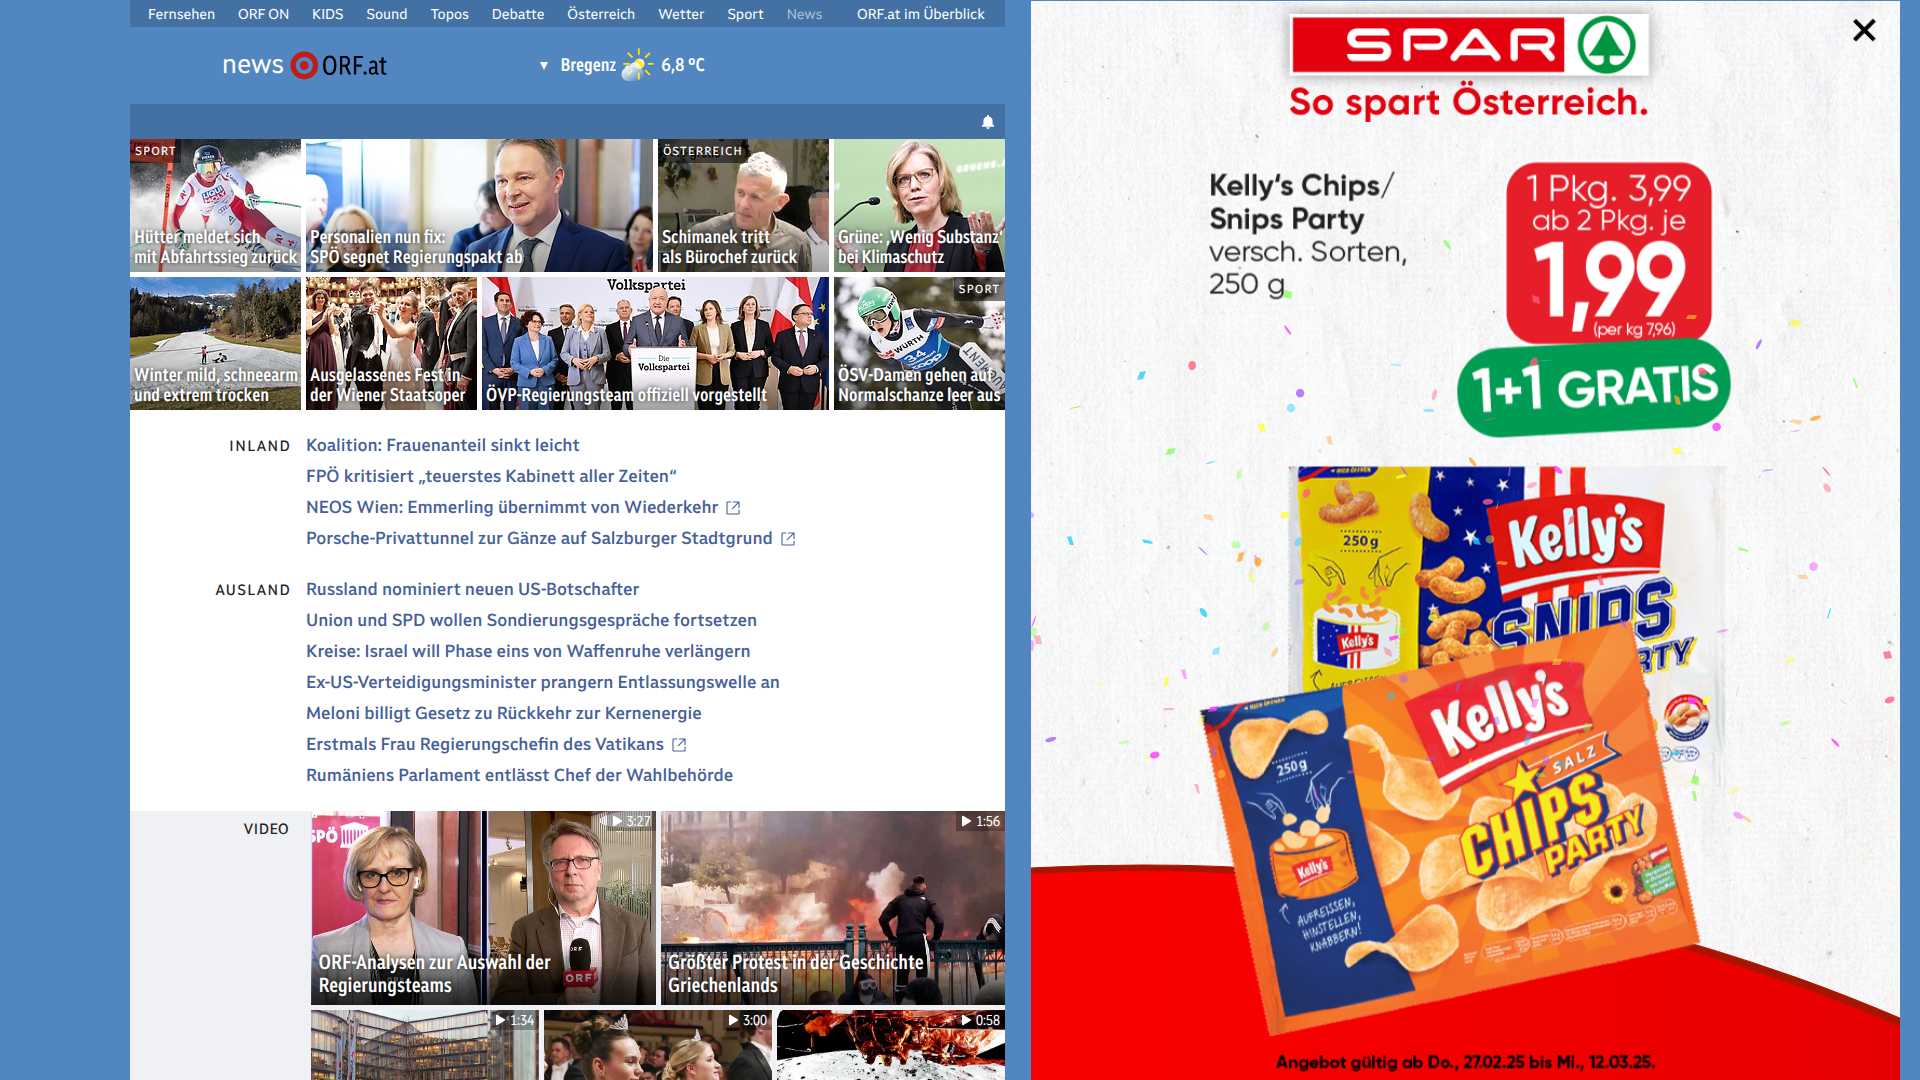 Fernsehen ORF ON KIDS Sound Topos Debatte Österreich Wetter Sport News ORF.at im Überblick
news ORF.at
▼ Bregenz 6,8 °C
SPORT
Hütter meldet sich
mit Abfahrtssieg zurück
Personalien nun fix:
SPÖ segnet Regierungspakt ab
ÖSTERREICH
Schimanek tritt
als Bürochef zurück
Grüne: „Wenig Substanz“
bei Klimaschutz
Winter mild, schneearm
und extrem trocken
Ausgelassenes Fest in
der Wiener Staatsoper
Volkspartei
Die
Volkspartei
ÖVP-Regierungsteam offiziell vorgestellt
SPORT
WÜRTH
34
ÖSV-Damen gehen auf
Normalschanze leer aus
INLAND
Koalition: Frauenanteil sinkt leicht
FPÖ kritisiert „teuerstes Kabinett aller Zeiten“
NEOS Wien: Emmerling übernimmt von Wiederkehr
Porsche-Privattunnel zur Gänze auf Salzburger Stadtgrund
AUSLAND
Russland nominiert neuen US-Botschafter
Union und SPD wollen Sondierungsgespräche fortsetzen
Kreise: Israel will Phase eins von Waffenruhe verlängern
Ex-US-Verteidigungsminister prangern Entlassungswelle an
Meloni billigt Gesetz zu Rückkehr zur Kernenergie
Erstmals Frau Regierungschefin des Vatikans
Rumäniens Parlament entlässt Chef der Wahlbehörde
VIDEO
SPÖ
3:27
ORF
ORF-Analysen zur Auswahl der
Regierungsteams
1:56
Größter Protest in der Geschichte
Griechenlands
1:34
3:00
0:58
SPAR
So spart Österreich.
Kelly's Chips/
Snips Party
versch. Sorten,
250 g
1 Pkg. 3,99
ab 2 Pkg. je
1,99
(per kg 7,96)
1+1 GRATIS
250 g
Kelly's
SNIPS
PARTY
Kelly's
AUFREISSEN,
Kelly's
SALZ
CHIPS
PARTY
250g
Kelly's
AUFREISSEN,
HINSTELLEN,
KNABBERN!
Angebot gültig ab Do., 27.02.25 bis Mi., 12.03.25.